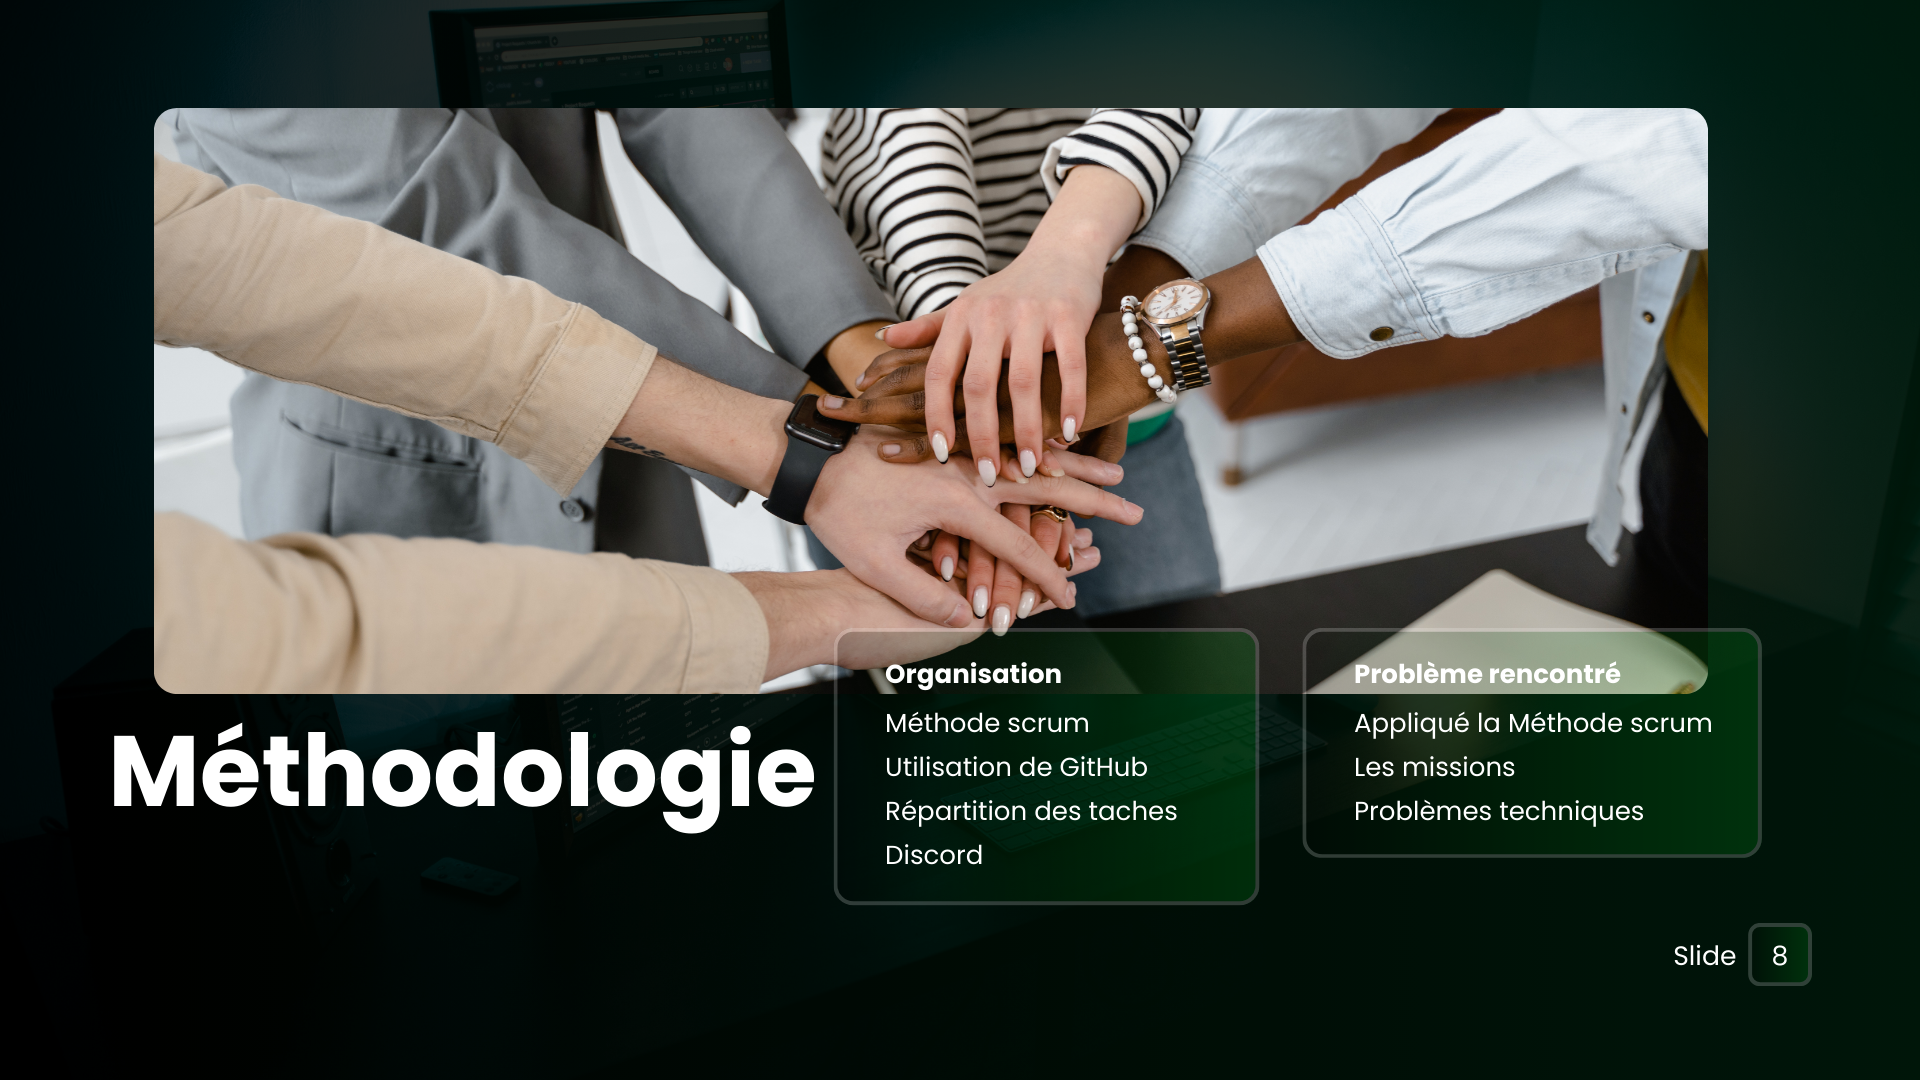 Méthodologie
Organisation
Méthode scrum
Utilisation de GitHub
Répartition des taches
Discord
Problème rencontré
Appliqué la Méthode scrum
Les missions
Problèmes techniques
Slide 8